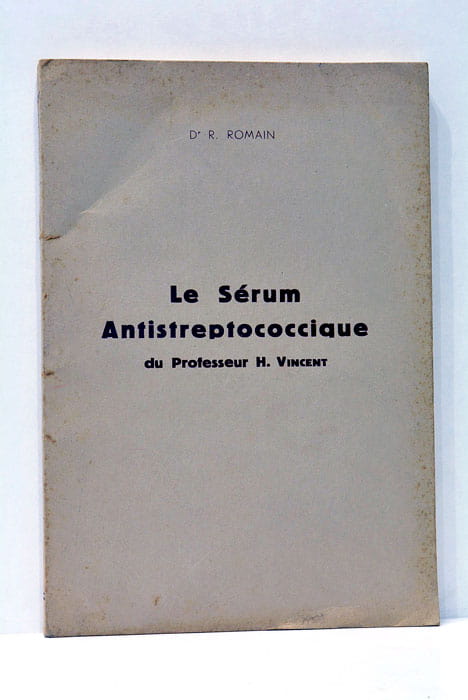 Dʳ R. ROMAIN
Le Sérum
Antistreptococcique
du Professeur H. VINCENT